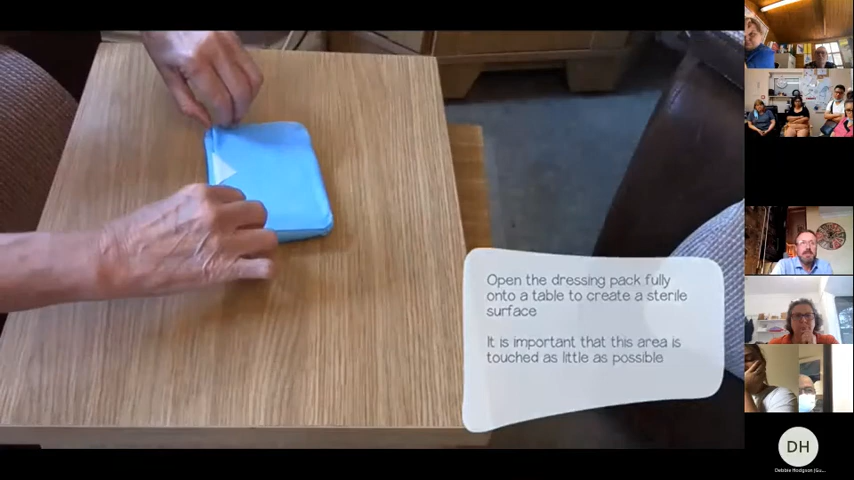 Open the dressing pack fully
onto a table to create a sterile
surface
It is important that this area is
touched as little as possible
DH